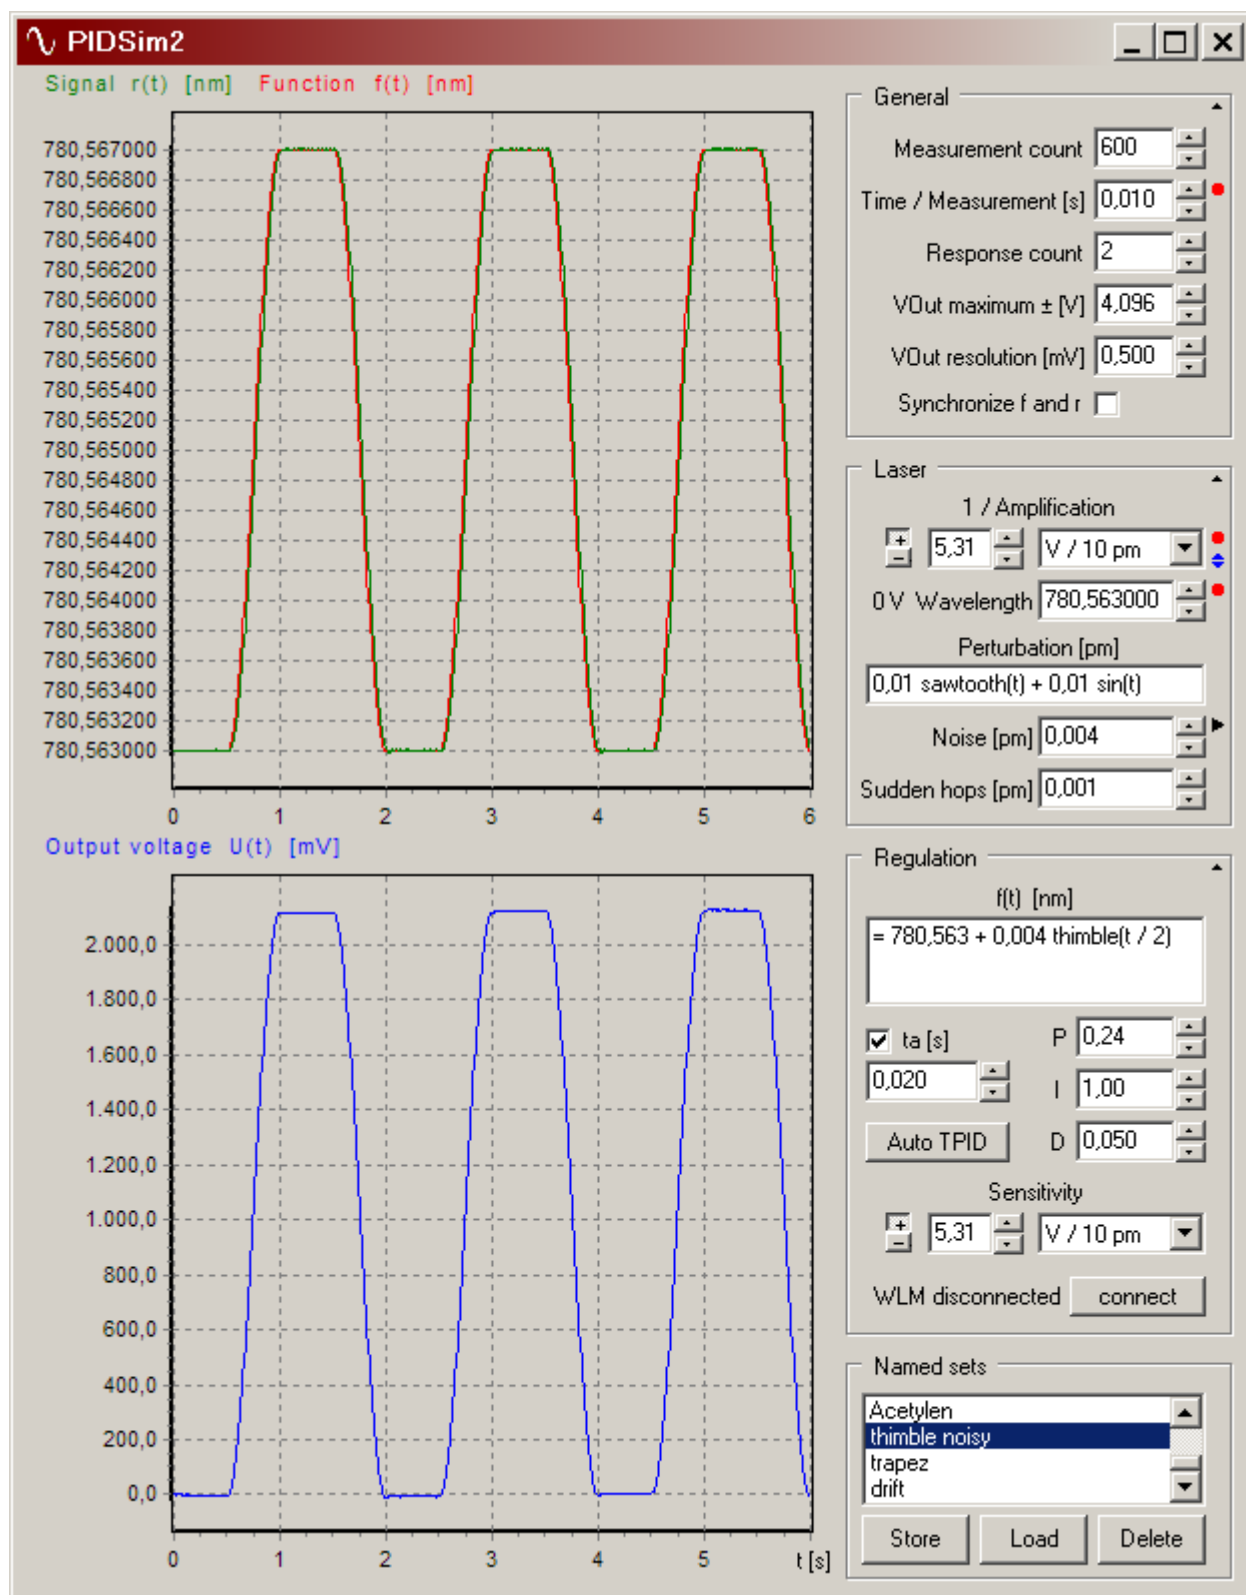 PIDSim2
Signal r(t) [nm] Function f(t) [nm]
780,567000
780,566800
780,566600
780,566400
780,566200
780,566000
780,565800
780,565600
780,565400
780,565200
780,565000
780,564800
780,564600
780,564400
780,564200
780,564000
780,563800
780,563600
780,563400
780,563200
780,563000
0 1 2 3 4 5 6
Output voltage U(t) [mV]
2.000,0
1.800,0
1.600,0
1.400,0
1.200,0
1.000,0
800,0
600,0
400,0
200,0
0,0
0 1 2 3 4 5 t [s]
General
Measurement count 600
Time / Measurement [s] 0,010
Response count 2
VOut maximum ± [V] 4,096
VOut resolution [mV] 0,500
Synchronize f and r
Laser
1 / Amplification
+ − 5,31 V / 10 pm
0 V Wavelength 780,563000
Perturbation [pm]
0,01 sawtooth(t) + 0,01 sin(t)
Noise [pm] 0,004
Sudden hops [pm] 0,001
Regulation
f(t) [nm]
= 780,563 + 0,004 thimble(t / 2)
ta [s] P 0,24
0,020 I 1,00
Auto TPID D 0,050
Sensitivity
+ − 5,31 V / 10 pm
WLM disconnected connect
Named sets
Acetylen
thimble noisy
trapez
drift
Store Load Delete